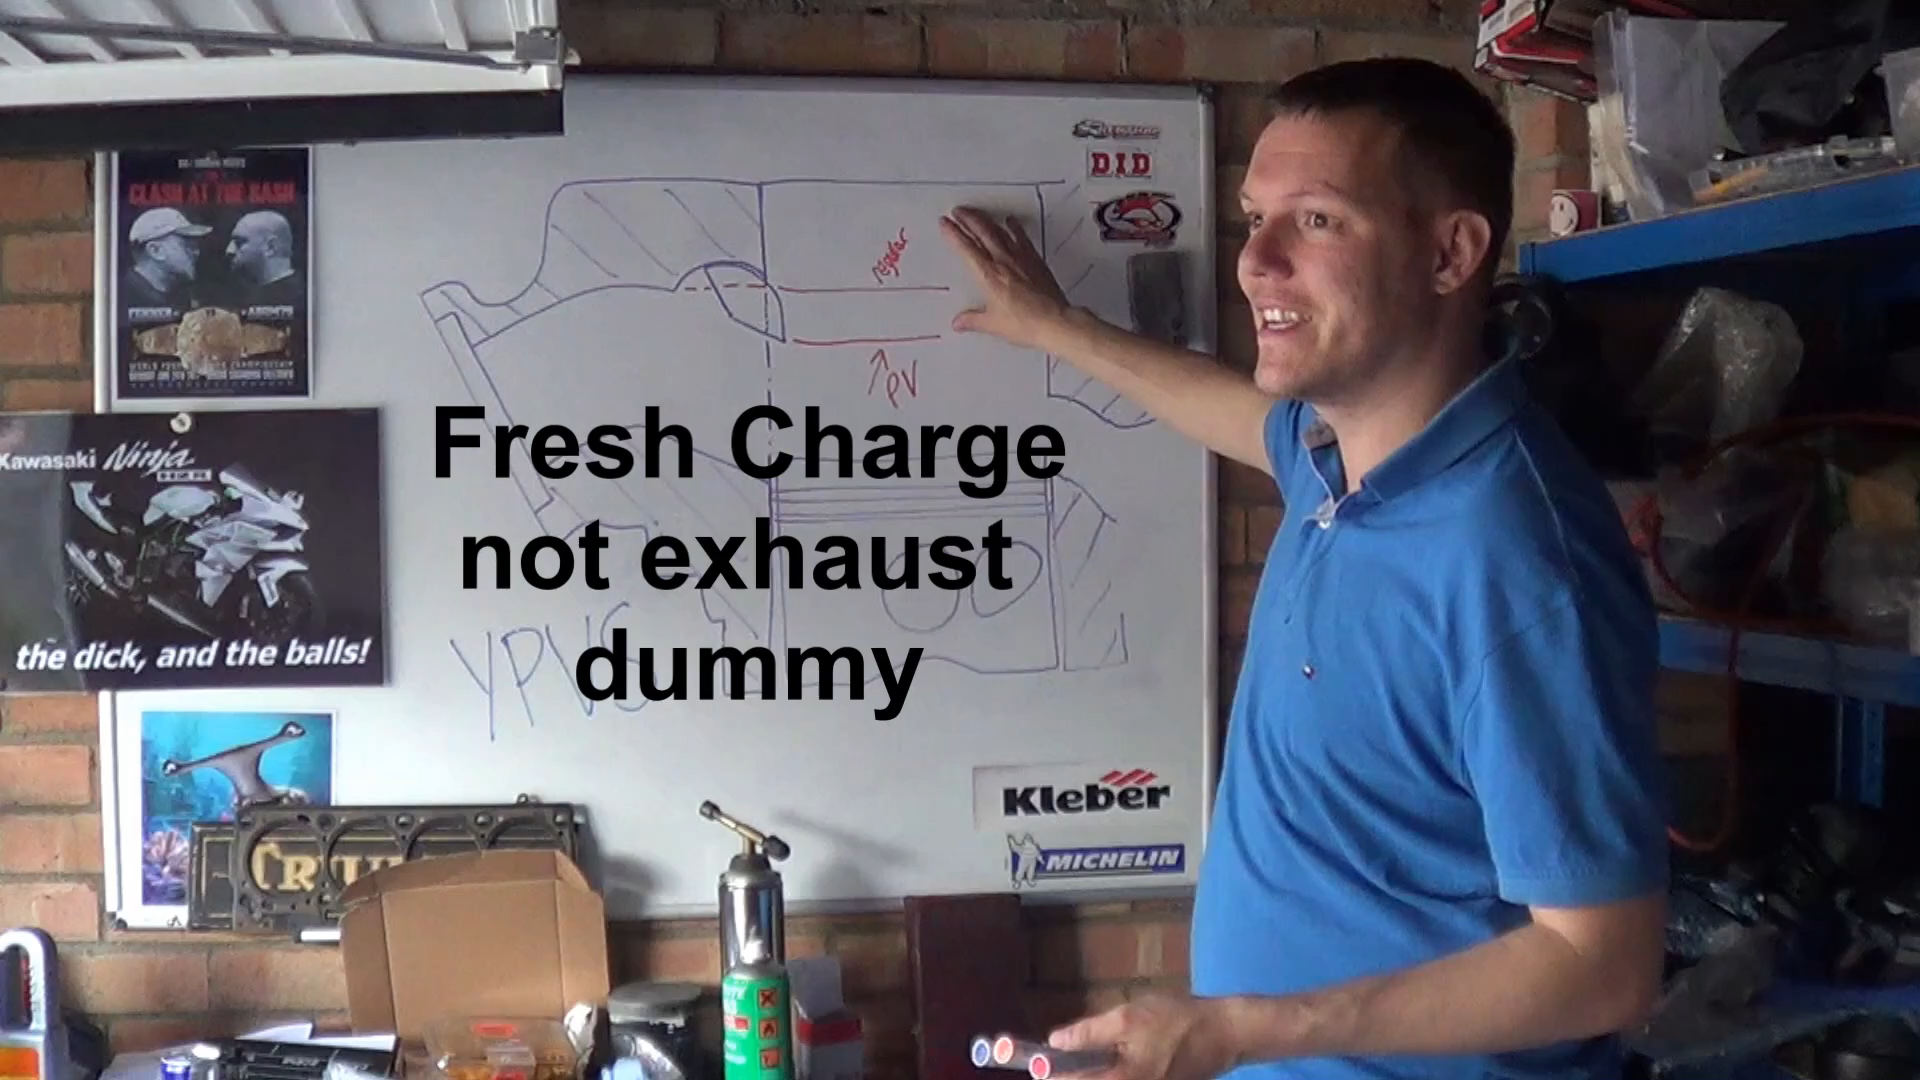 CLASH AT THE BASH
DID
regular
PV
Kawasaki Ninja
the dick, and the balls!
Fresh Charge
not exhaust
dummy
YPVS
Kleber
MICHELIN